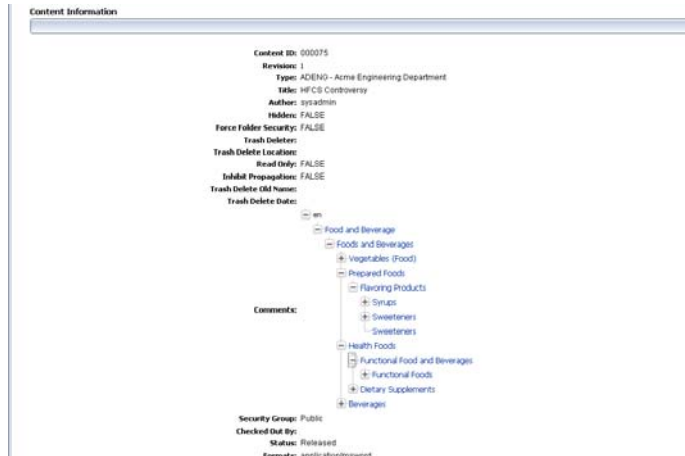 Content Information
Content ID: 000075
Revision: 1
Type: ADENG - Acme Engineering Department
Title: HFCS Controversy
Author: sysadmin
Hidden: FALSE
Force Folder Security: FALSE
Trash Deleter:
Trash Delete Location:
Read Only: FALSE
Inhibit Propagation: FALSE
Trash Delete Old Name:
Trash Delete Date:
en
Food and Beverage
Foods and Beverages
Vegetables (Food)
Prepared Foods
Flavoring Products
Syrups
Comments:
Sweeteners
Sweeteners
Health Foods
Functional Food and Beverages
Functional Foods
Dietary Supplements
Beverages
Security Group: Public
Checked Out By:
Status: Released
Formats: application/msword